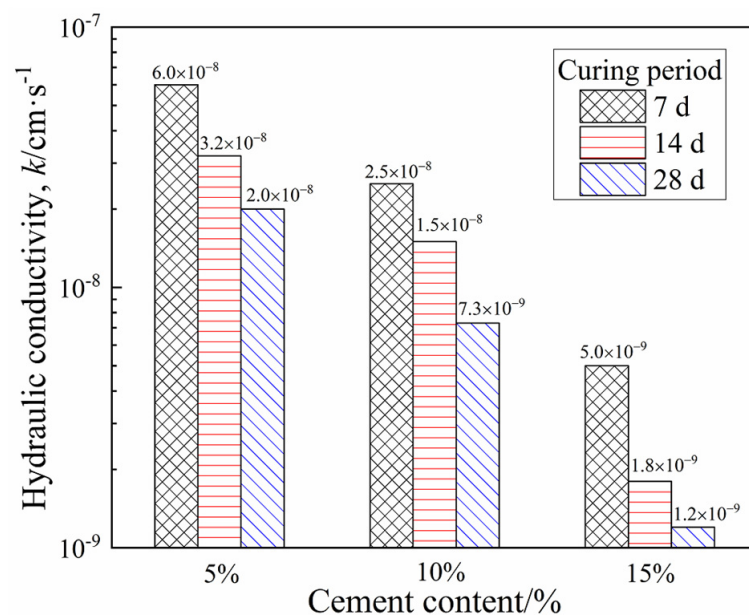 Hydraulic conductivity, k/cm·s⁻¹
10⁻⁷
10⁻⁸
10⁻⁹
6.0×10⁻⁸
3.2×10⁻⁸
2.0×10⁻⁸
2.5×10⁻⁸
1.5×10⁻⁸
7.3×10⁻⁹
5.0×10⁻⁹
1.8×10⁻⁹
1.2×10⁻⁹
Curing period
7 d
14 d
28 d
5%
10%
15%
Cement content/%